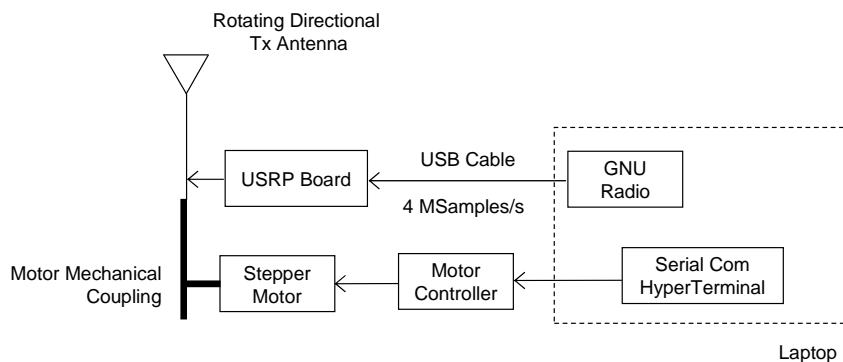 Rotating Directional
Tx Antenna
USB Cable
USRP Board
GNU
Radio
4 MSamples/s
Motor Mechanical
Coupling
Stepper
Motor
Motor
Controller
Serial Com
HyperTerminal
Laptop